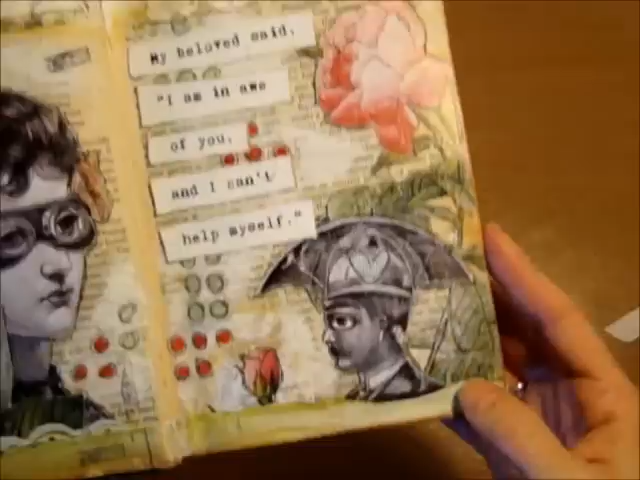 My beloved said,
"I am in awe
of you,
and I can't
help myself."